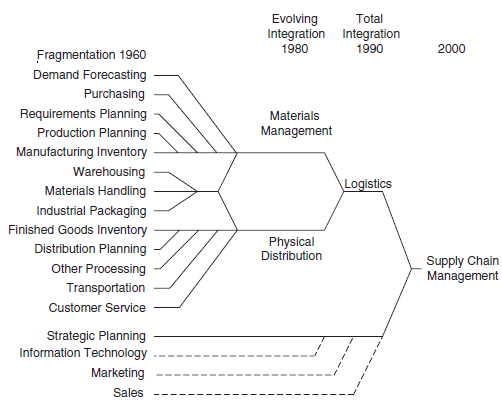 Evolving Integration 1980
Total Integration 1990
2000
Fragmentation 1960
Demand Forecasting
Purchasing
Requirements Planning
Production Planning
Manufacturing Inventory
Warehousing
Materials Handling
Industrial Packaging
Finished Goods Inventory
Distribution Planning
Other Processing
Transportation
Customer Service
Strategic Planning
Information Technology
Marketing
Sales
Materials
Management
Physical
Distribution
Logistics
Supply Chain
Management